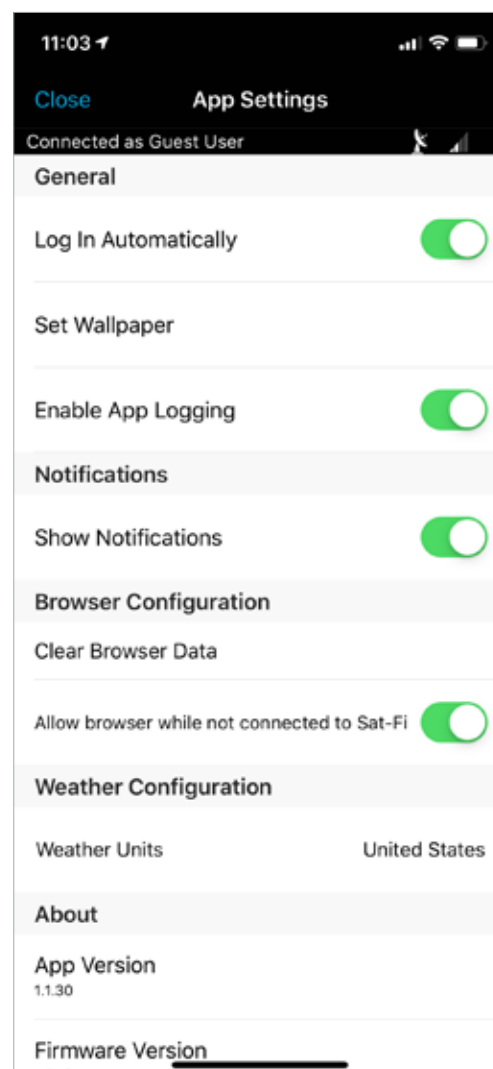 11:03
Close App Settings
Connected as Guest User
General
Log In Automatically
Set Wallpaper
Enable App Logging
Notifications
Show Notifications
Browser Configuration
Clear Browser Data
Allow browser while not connected to Sat-Fi
Weather Configuration
Weather Units United States
About
App Version
1.1.30
Firmware Version